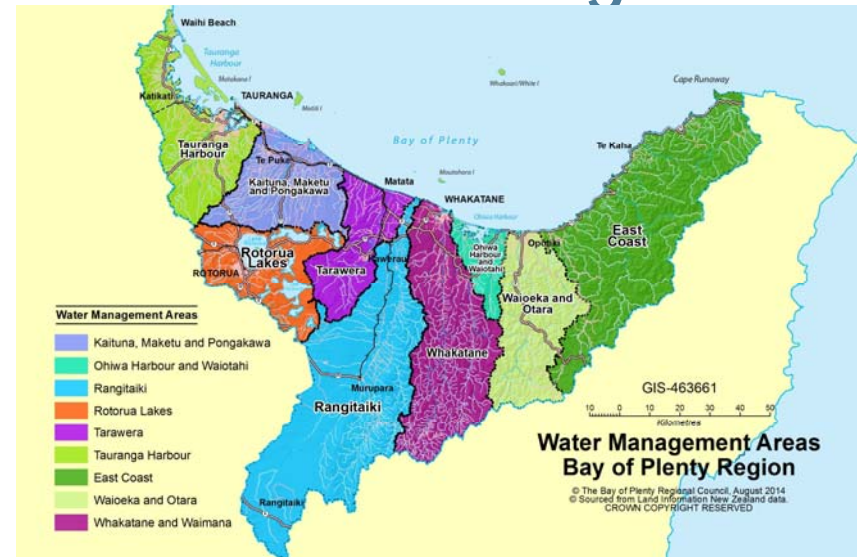 Waihi Beach
Tauranga
Harbour
Matakana I
Katikati
TAURANGA
Motiti I
Tauranga
Harbour
Te Puke
Kaituna, Maketu
and Pongakawa
Bay of Plenty
Whakaari/White I
Cape Runaway
Te Kaha
Matata
Moutohora I
WHAKATANE
Ohiwa Harbour
Ohiwa
Harbour
and
Waiotahi
Opotiki
East
Coast
Rotorua
Lakes
ROTORUA
Tarawera
Kawerau
Waioeka and
Otara
Whakatane
Murupara
Rangitaiki
Rangitaiki
Water Management Areas
Kaituna, Maketu and Pongakawa
Ohiwa Harbour and Waiotahi
Rangitaiki
Rotorua Lakes
Tarawera
Tauranga Harbour
East Coast
Waioeka and Otara
Whakatane and Waimana
GIS-463661
10 0 10 20 30 40 50
Kilometres
Water Management Areas
Bay of Plenty Region
© The Bay of Plenty Regional Council, August 2014
© Sourced from Land Information New Zealand data.
CROWN COPYRIGHT RESERVED